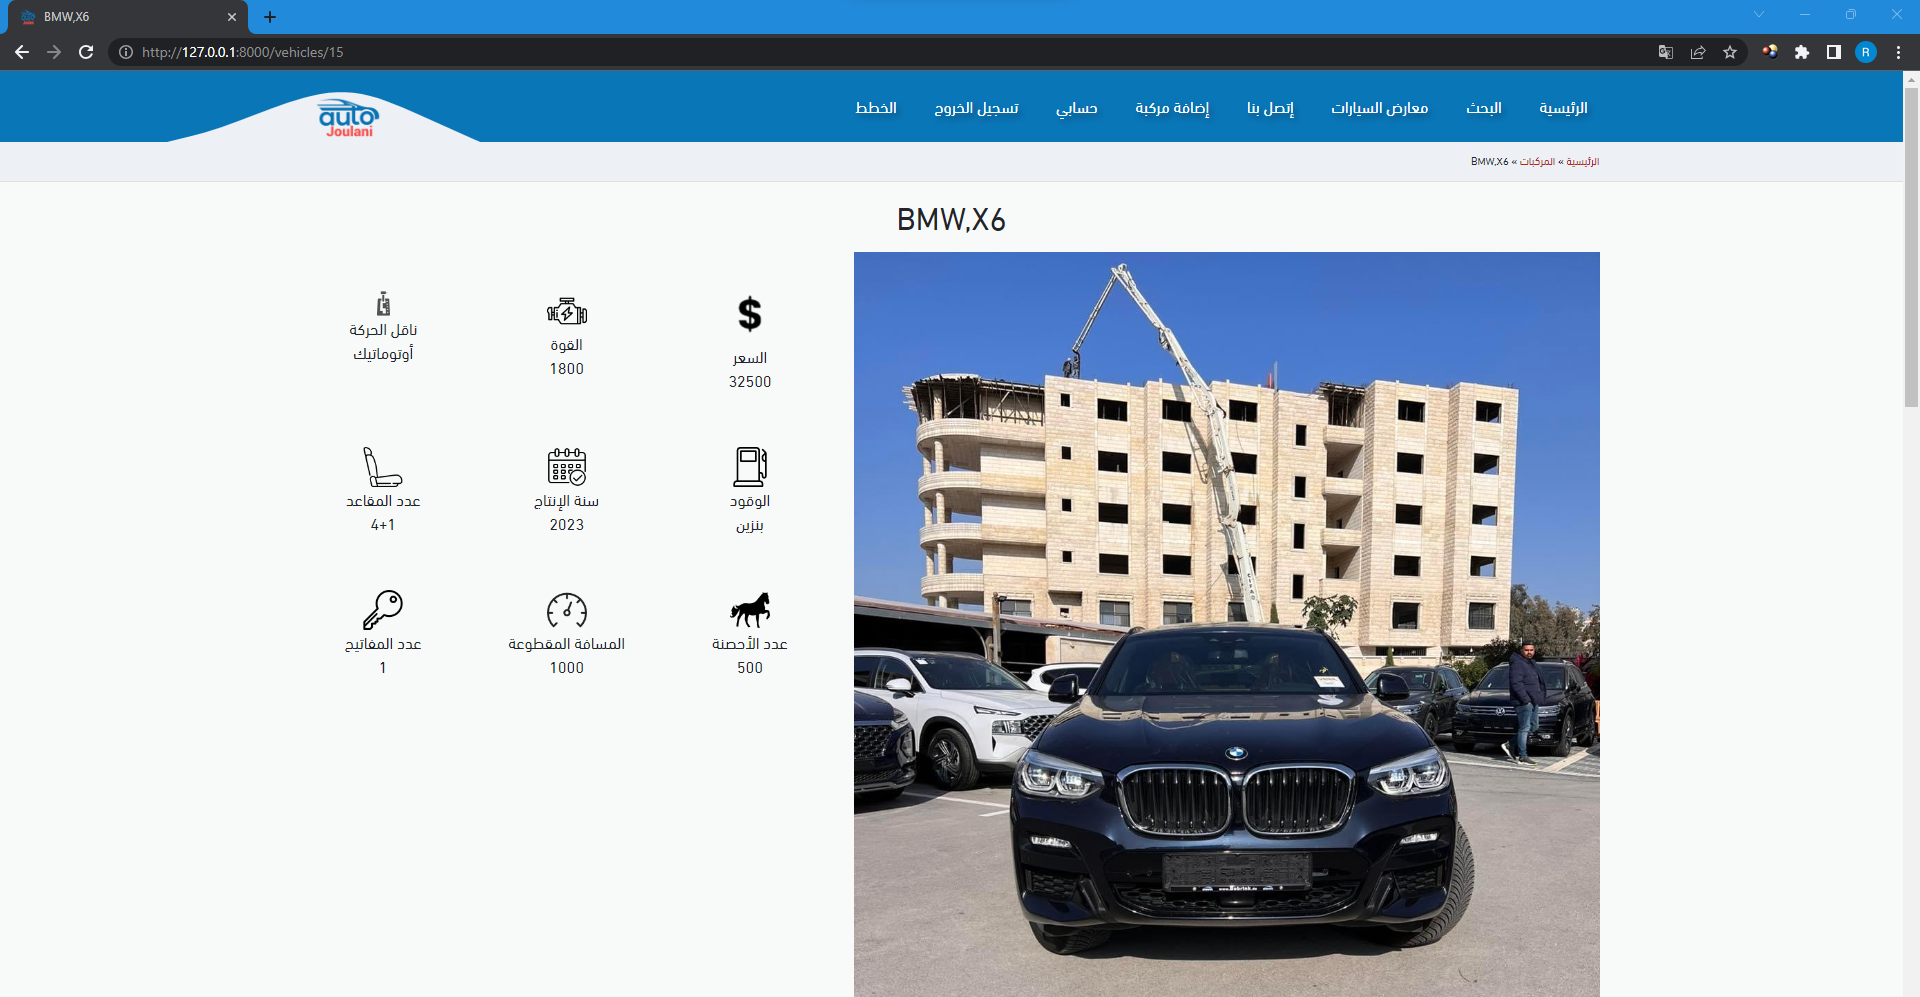 BMW,X6
http://127.0.0.1:8000/vehicles/15
R
auto
Joulani
الرئيسية
البحث
معارض السيارات
إتصل بنا
إضافة مركبة
حسابي
تسجيل الخروج
الخطط
الرئيسية » المركبات » BMW,X6
BMW,X6
$
السعر
32500
القوة
1800
ناقل الحركة
أوتوماتيك
الوقود
بنزين
سنة الإنتاج
2023
عدد المقاعد
4+1
عدد الأحصنة
500
المسافة المقطوعة
1000
عدد المفاتيح
1